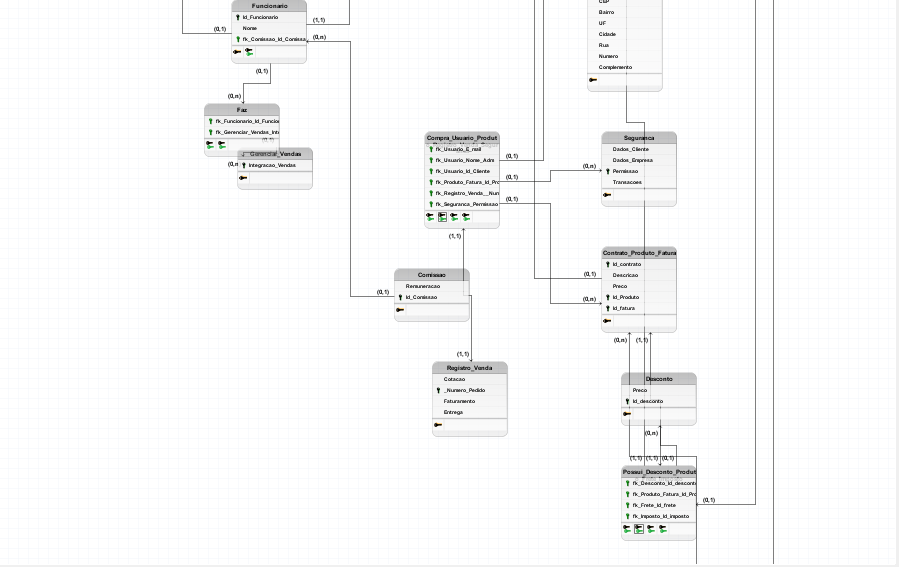 Funcionario
Id_Funcionario
Nome
fk_Comissao_Id_Comissa
(0,1)
(1,1)
(0,n)
(0,1)
(0,n)
Faz
fk_Funcionario_Id_Funcio
fk_Gerenciar_Vendas_Int
(0,1)
(0,n
Gerenciar_Vendas
Integracao_Vendas
CEP
Bairro
UF
Cidade
Rua
Numero
Complemento
Compra_Usuario_Produt
fk_Usuario_E_mail
fk_Usuario_Nome_Adm
fk_Usuario_Id_Cliente
fk_Produto_Fatura_Id_Pro
fk_Registro_Venda__Num
fk_Seguranca_Permissao
(0,1)
(0,1)
(0,1)
(0,n)
(1,1)
Seguranca
Dados_Cliente
Dados_Empresa
Permissao
Transacoes
Contrato_Produto_Fatura
Id_contrato
Descricao
Preco
Id_Produto
Id_fatura
(0,1)
(0,n)
(0,n)
(1,1)
Comissao
Remuneracao
Id_Comissao
(0,1)
(1,1)
Registro_Venda
Cotacao
_Numero_Pedido
Faturamento
Entrega
Desconto
Preco
Id_desconto
(0,n)
(1,1)
(1,1)
(0,1)
Possui_Desconto_Produt
fk_Desconto_Id_desconto
fk_Produto_Fatura_Id_Pro
fk_Frete_Id_frete
fk_Imposto_Id_imposto
(0,1)